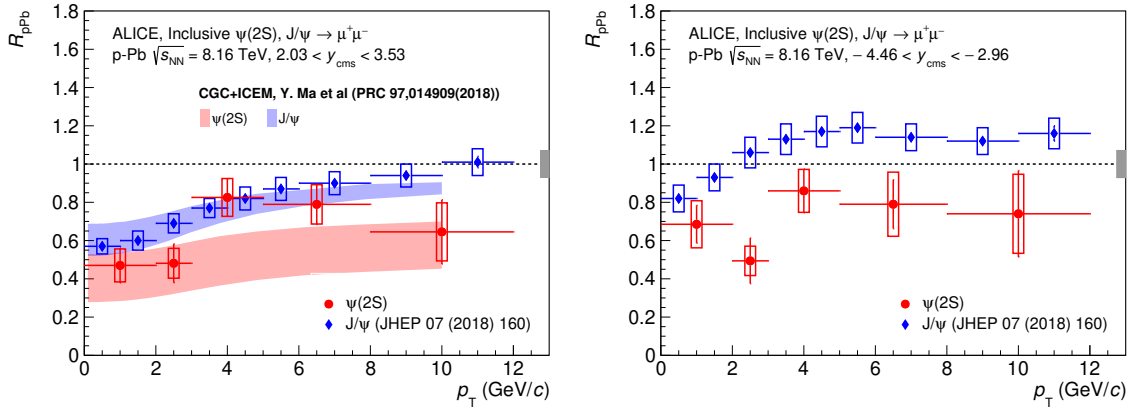 R_pPb
1.8
1.6
1.4
1.2
1
0.8
0.6
0.4
0.2
0
ALICE, Inclusive ψ(2S), J/ψ → μ⁺μ⁻
p-Pb √s_NN = 8.16 TeV, 2.03 < y_cms < 3.53
CGC+ICEM, Y. Ma et al (PRC 97,014909(2018))
ψ(2S) J/ψ
ψ(2S)
J/ψ (JHEP 07 (2018) 160)
0 2 4 6 8 10 12
p_T (GeV/c)
R_pPb
1.8
1.6
1.4
1.2
1
0.8
0.6
0.4
0.2
0
ALICE, Inclusive ψ(2S), J/ψ → μ⁺μ⁻
p-Pb √s_NN = 8.16 TeV, − 4.46 < y_cms < −2.96
ψ(2S)
J/ψ (JHEP 07 (2018) 160)
0 2 4 6 8 10 12
p_T (GeV/c)